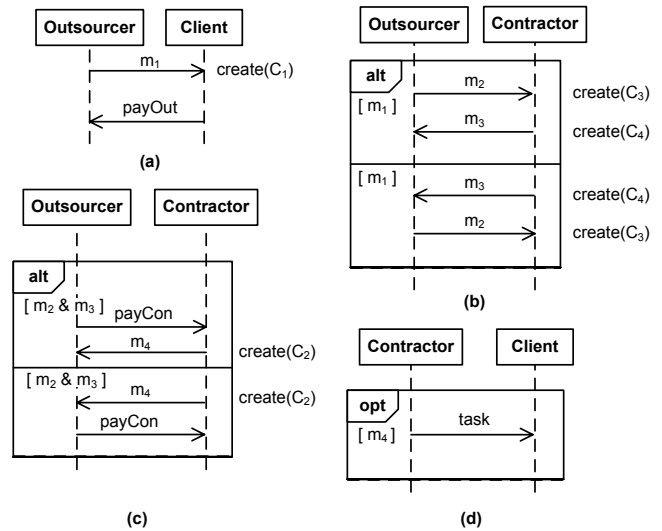 Outsourcer Client
m1 create(C1)
payOut
(a)
Outsourcer Contractor
alt
m2 create(C3)
[ m1 ]
m3 create(C4)
[ m1 ]
m3 create(C4)
m2 create(C3)
(b)
Outsourcer Contractor
alt
[ m2 & m3 ]
payCon
m4 create(C2)
[ m2 & m3 ]
m4 create(C2)
payCon
(c)
Contractor Client
opt
[ m4 ] task
(d)